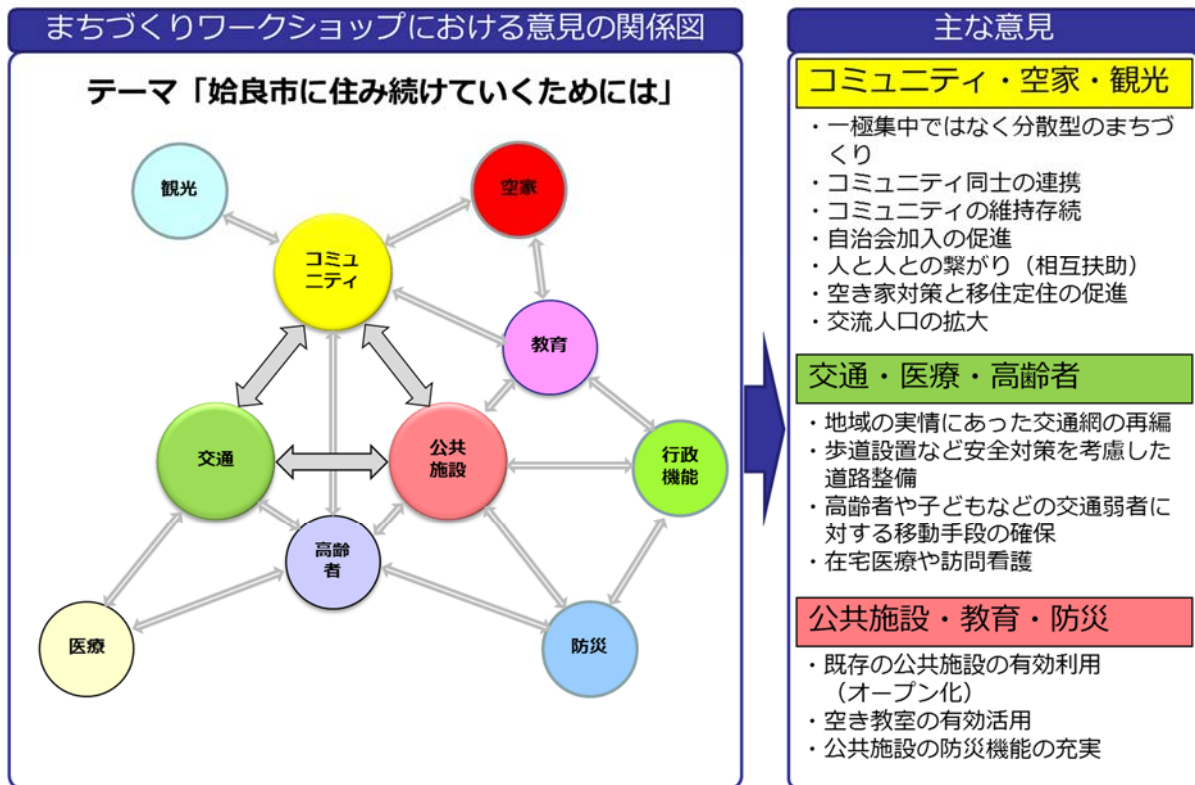 まちづくりワークショップにおける意見の関係図
テーマ「姶良市に住み続けていくためには」
観光
空家
コミュ
ニティ
教育
交通
公共
施設
行政
機能
高齢
者
医療
防災
主な意見
コミュニティ・空家・観光
・一極集中ではなく分散型のまちづ
くり
・コミュニティ同士の連携
・コミュニティの維持存続
・自治会加入の促進
・人と人との繋がり（相互扶助）
・空き家対策と移住定住の促進
・交流人口の拡大
交通・医療・高齢者
・地域の実情にあった交通網の再編
・歩道設置など安全対策を考慮した
道路整備
・高齢者や子どもなどの交通弱者に
対する移動手段の確保
・在宅医療や訪問看護
公共施設・教育・防災
・既存の公共施設の有効利用
（オープン化）
・空き教室の有効活用
・公共施設の防災機能の充実